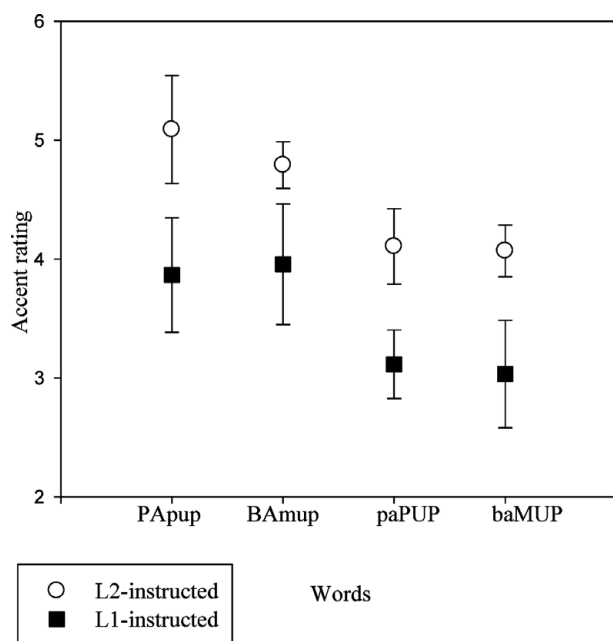 6
5
4
3
2
Accent rating
PApup BAmup paPUP baMUP
Words
L2-instructed
L1-instructed